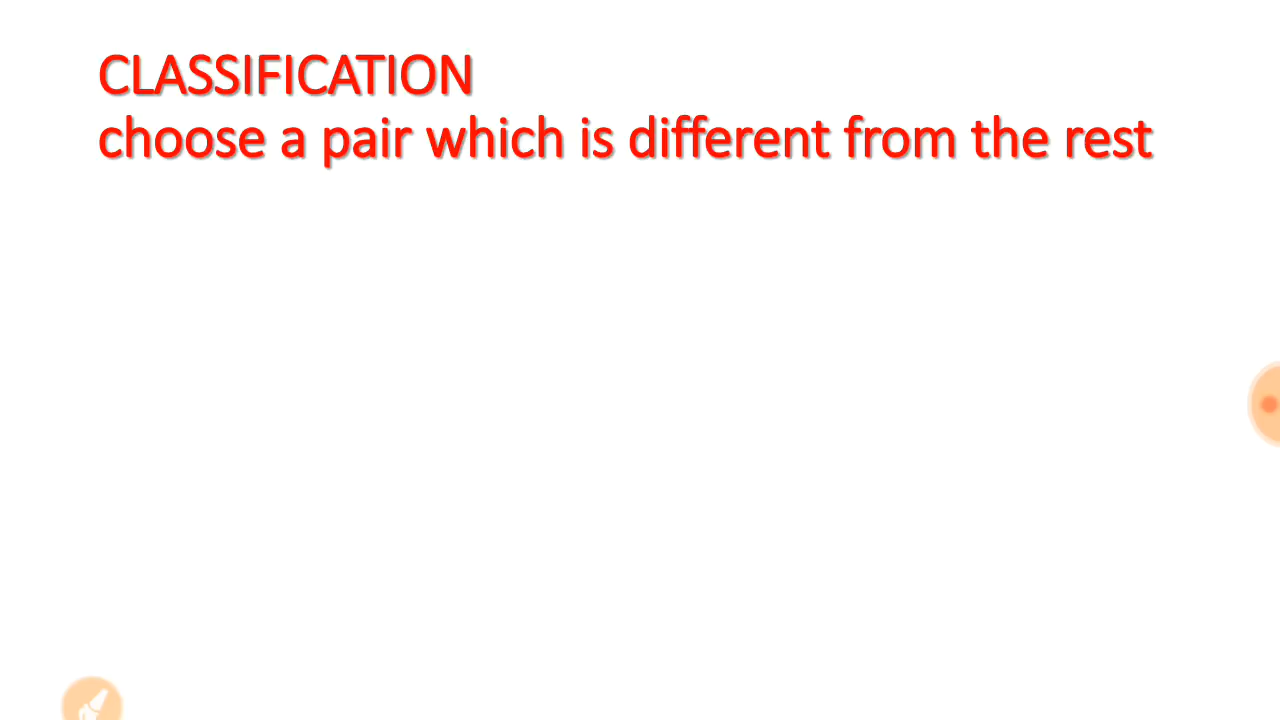 CLASSIFICATION
choose a pair which is different from the rest